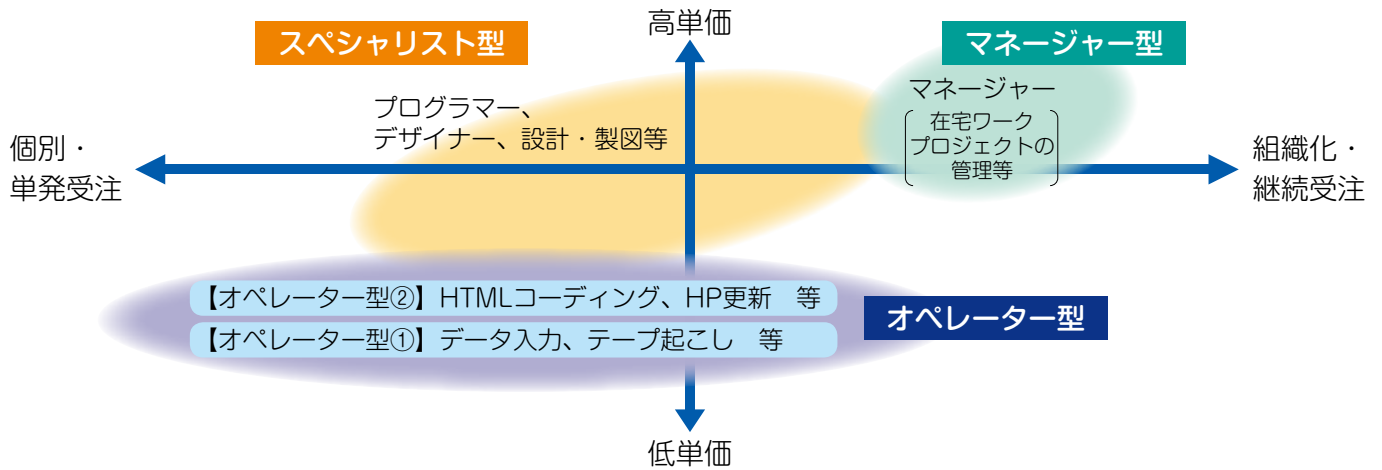 高単価
スペシャリスト型
マネージャー型
プログラマー、
デザイナー、設計・製図等
マネージャー
在宅ワーク
プロジェクトの
管理等
個別・
単発受注
組織化・
継続受注
【オペレーター型②】HTMLコーディング、HP更新　等
【オペレーター型①】データ入力、テープ起こし　等
オペレーター型
低単価